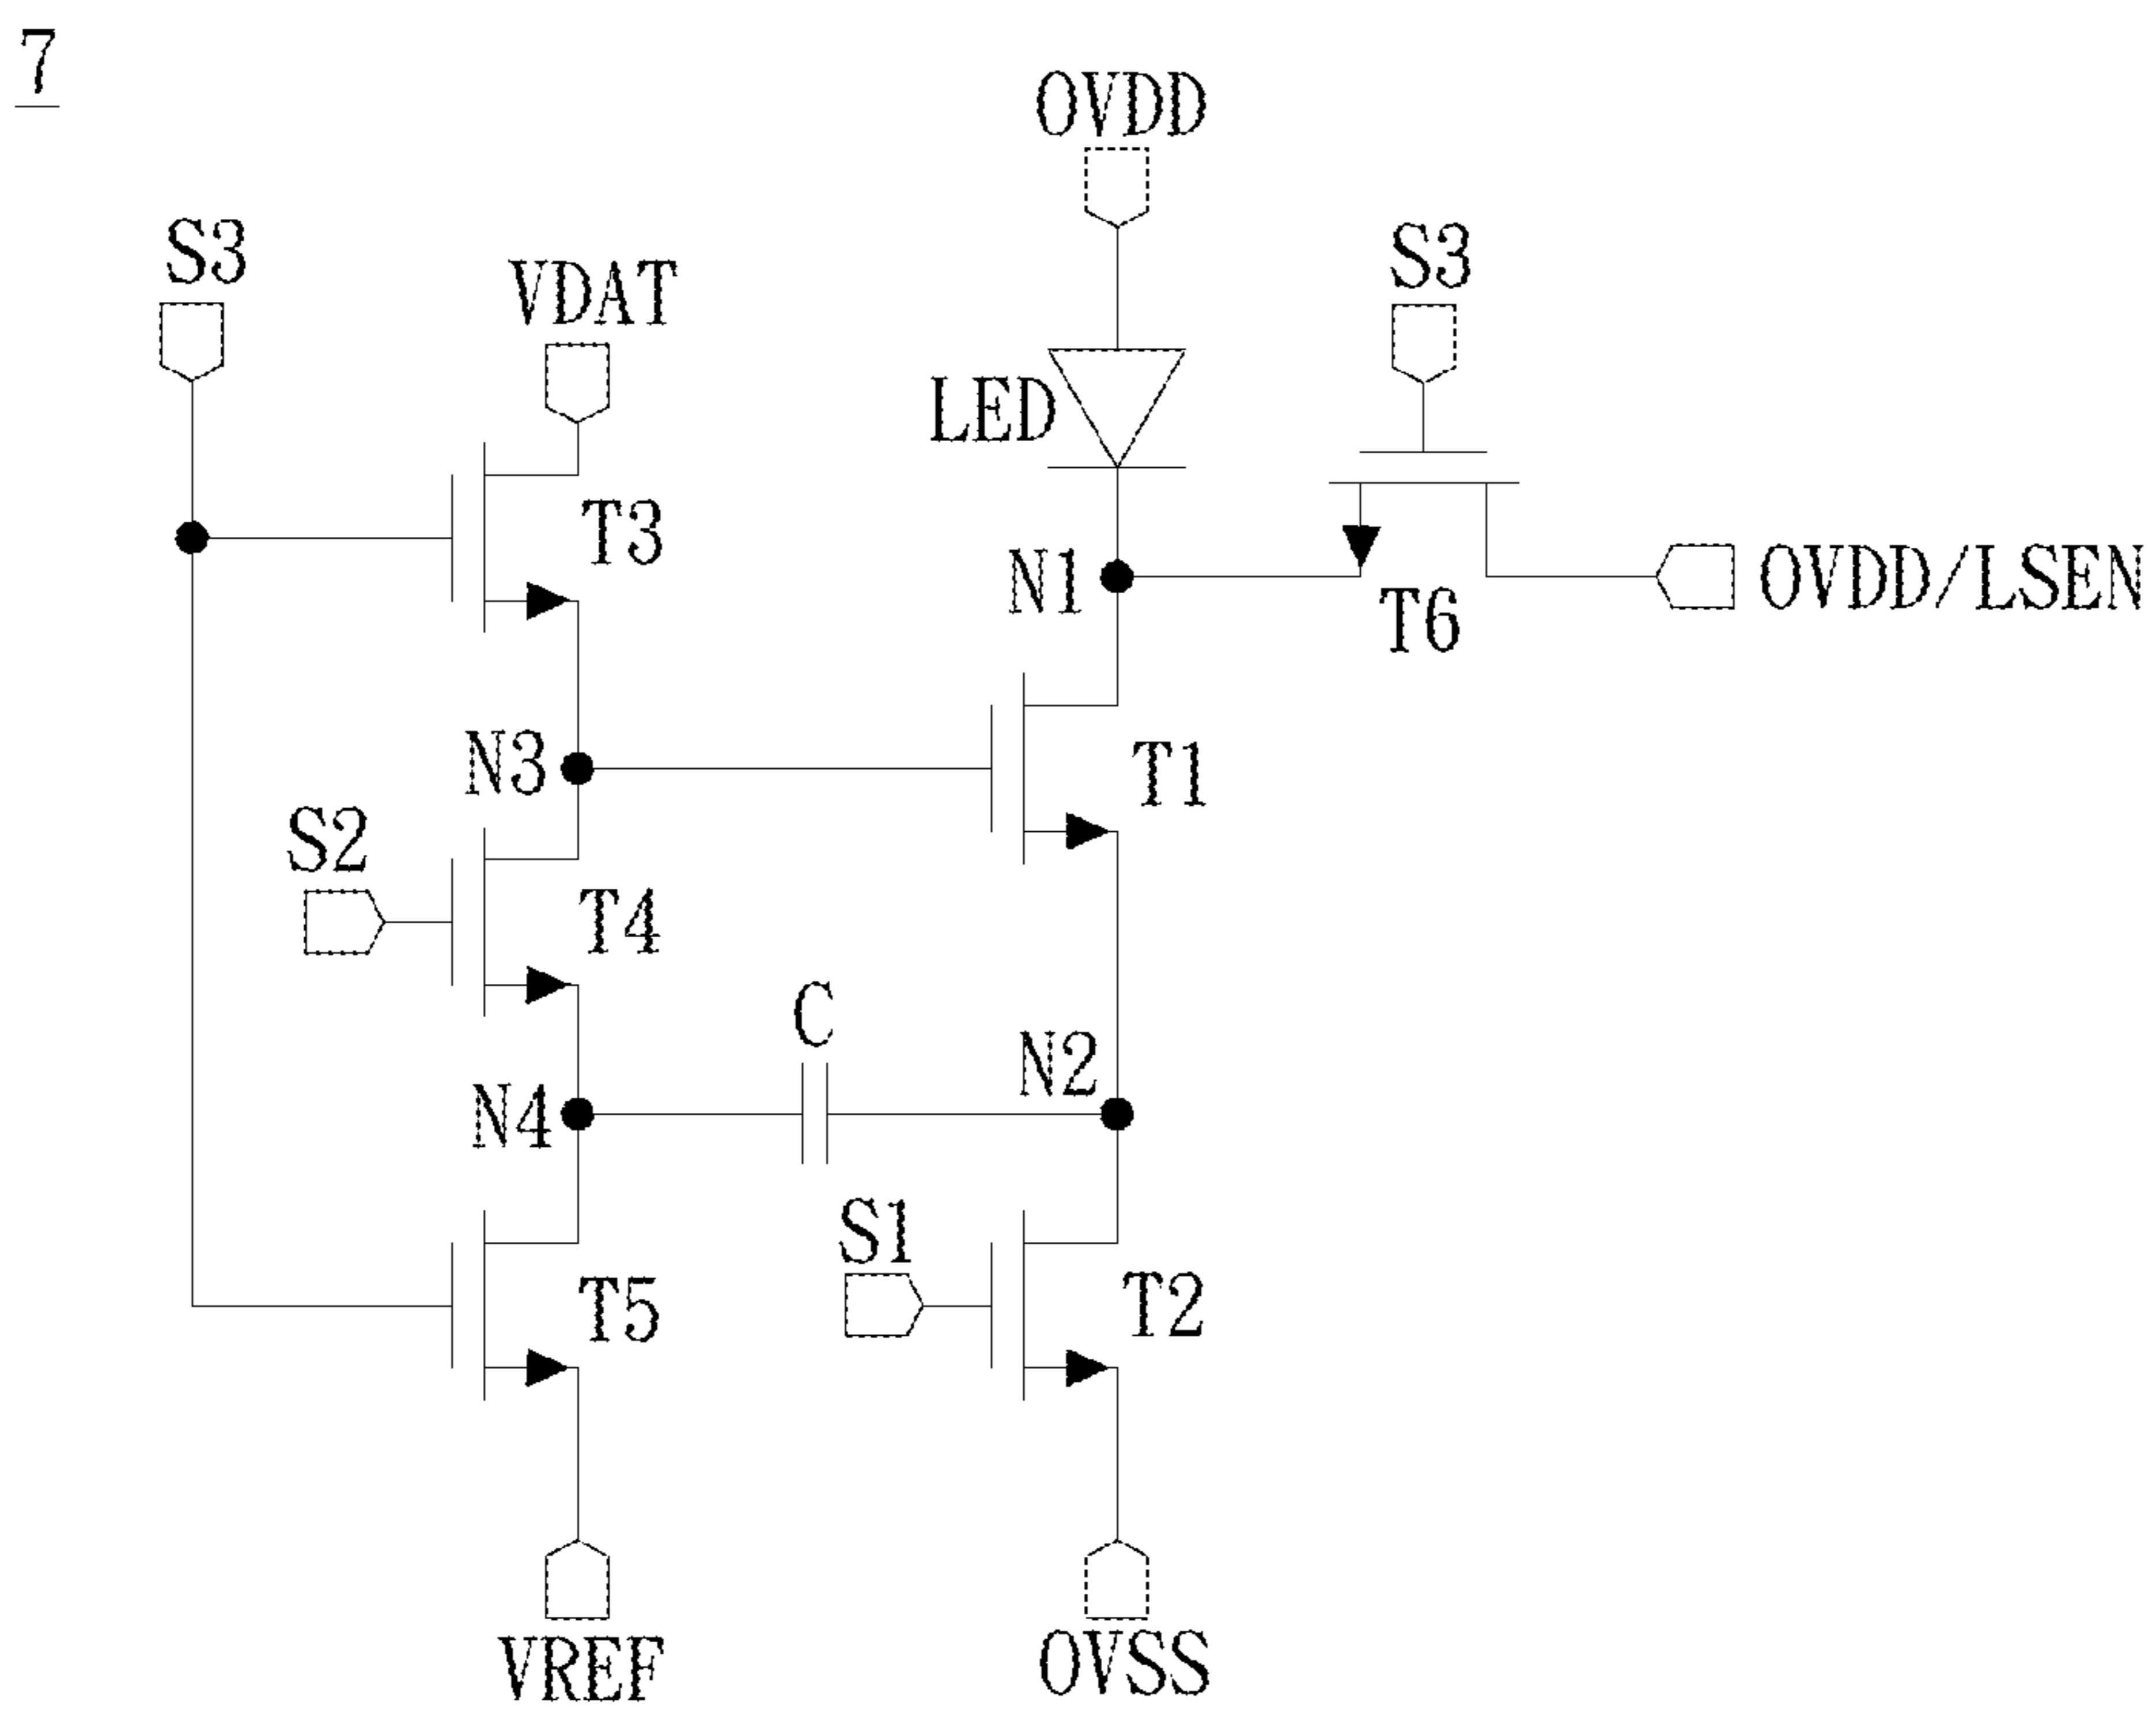 7
OVDD
S3
S3
VDAT
LED
T3
N1
OVDD/LSEN
T6
N3
T1
S2
T4
C
N2
N4
S1
T5
T2
VREF
OVSS